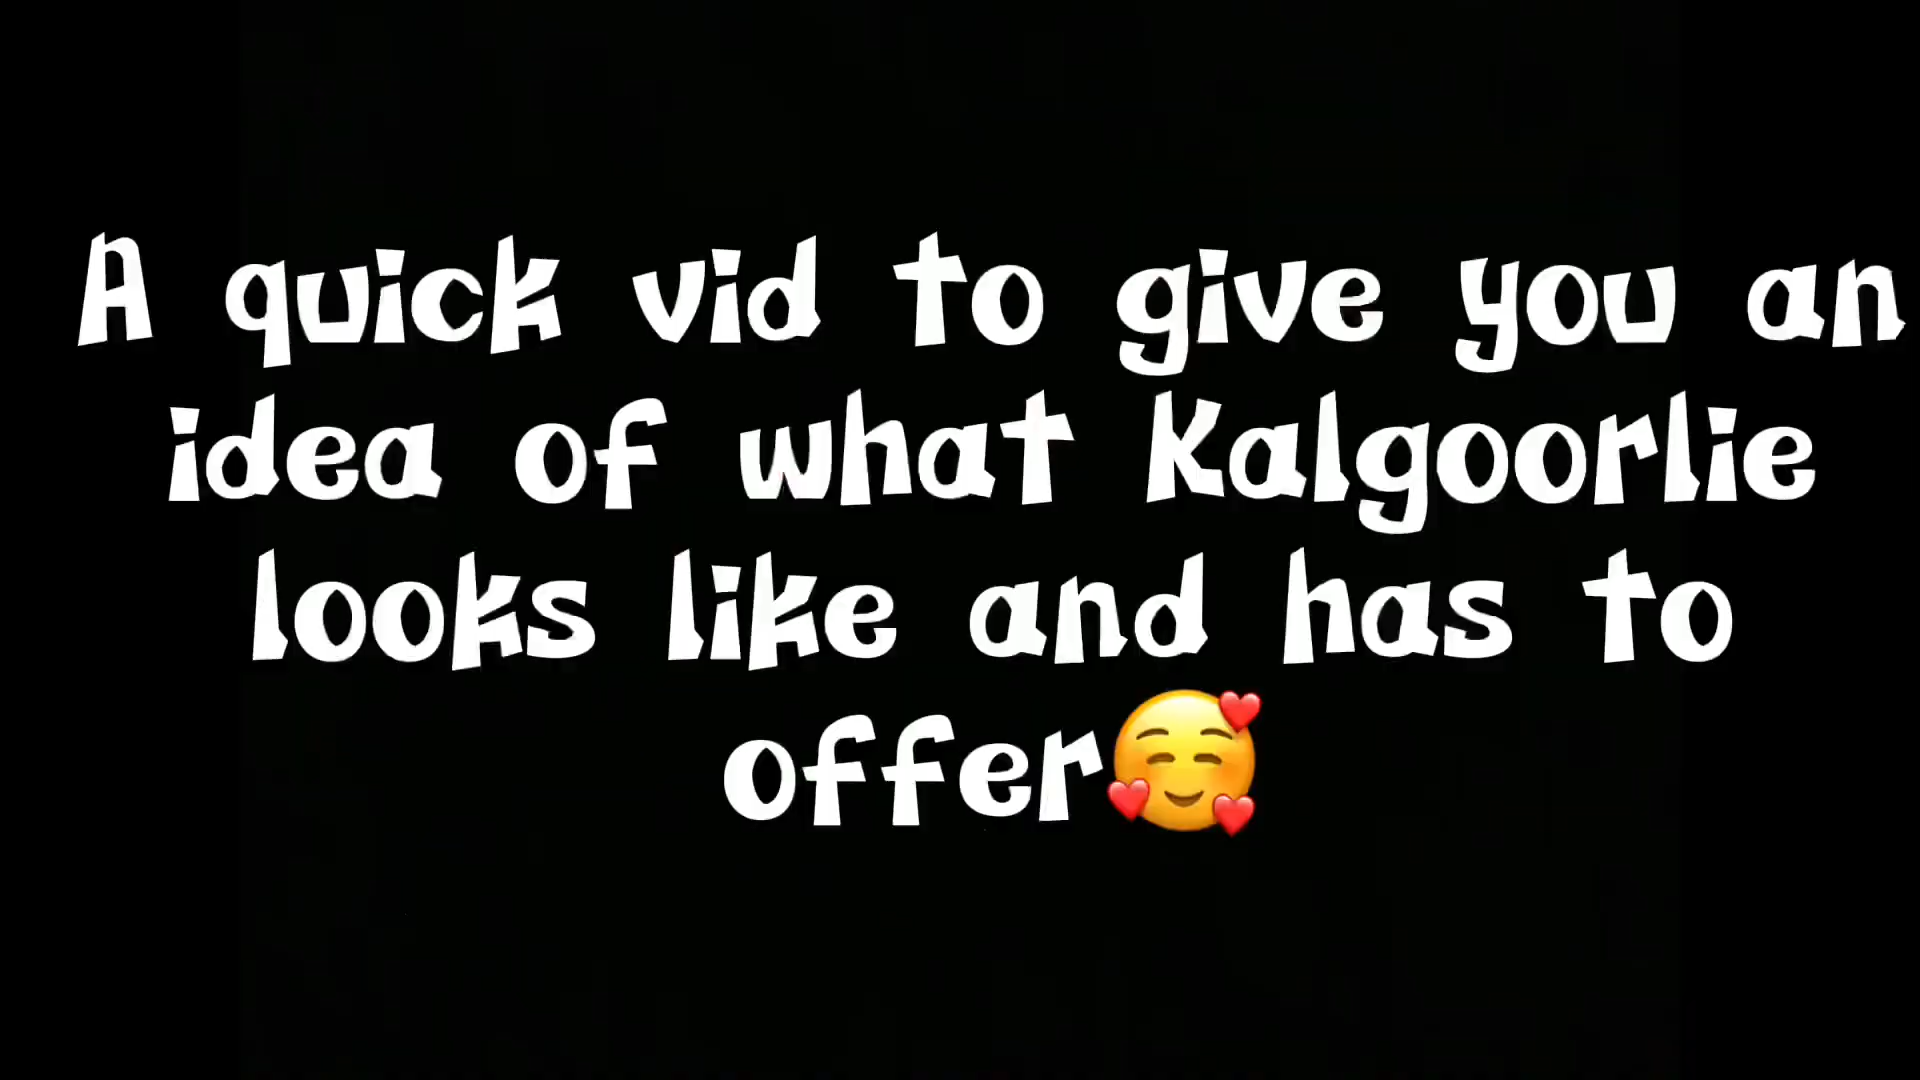 A quick vid to give you an
idea of what Kalgoorlie
looks like and has to
offer🥰